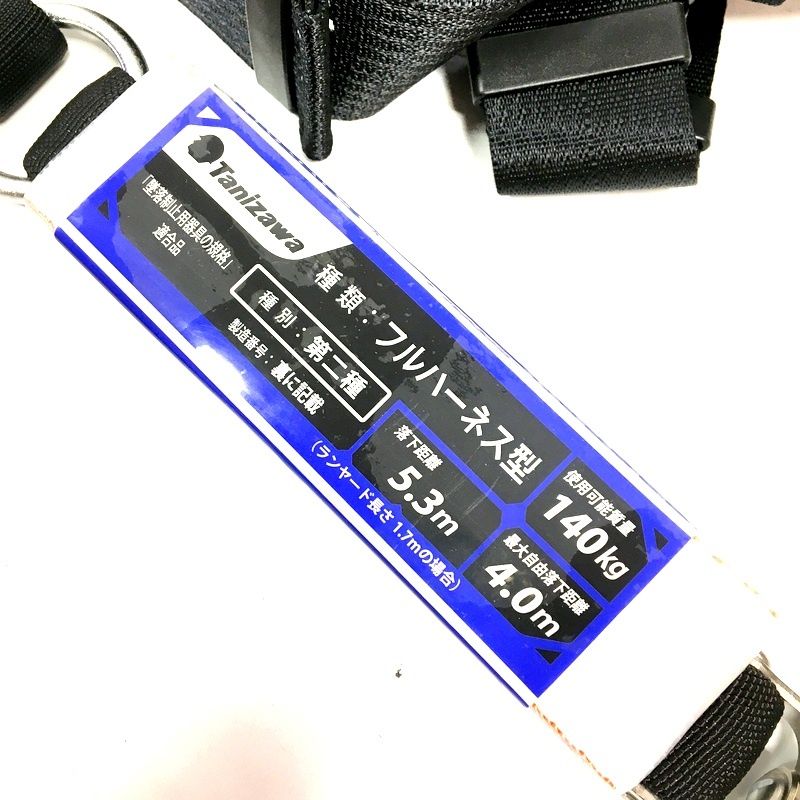 Tanizawa
「墜落制止用器具の規格」
適合品
種類：フルハーネス型
種別：第二種
製造番号：裏に記載
落下距離
5.3m
(ランヤード長さ1.7mの場合)
使用可能質量
140kg
最大自由落下距離
4.0m